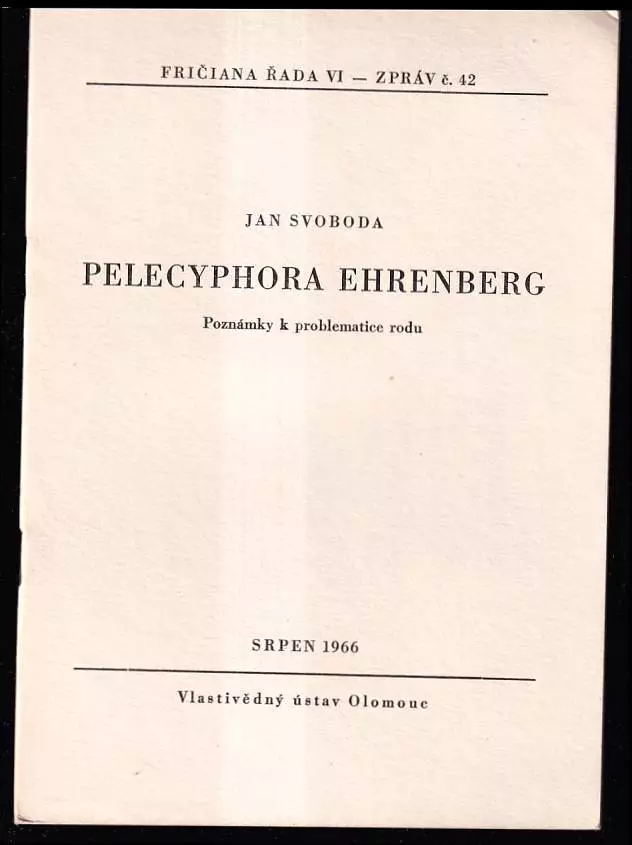 FRIČIANA ŘADA VI — ZPRÁV č. 42
JAN SVOBODA
PELECYPHORA EHRENBERG
Poznámky k problematice rodu
SRPEN 1966
Vlastivědný ústav Olomouc